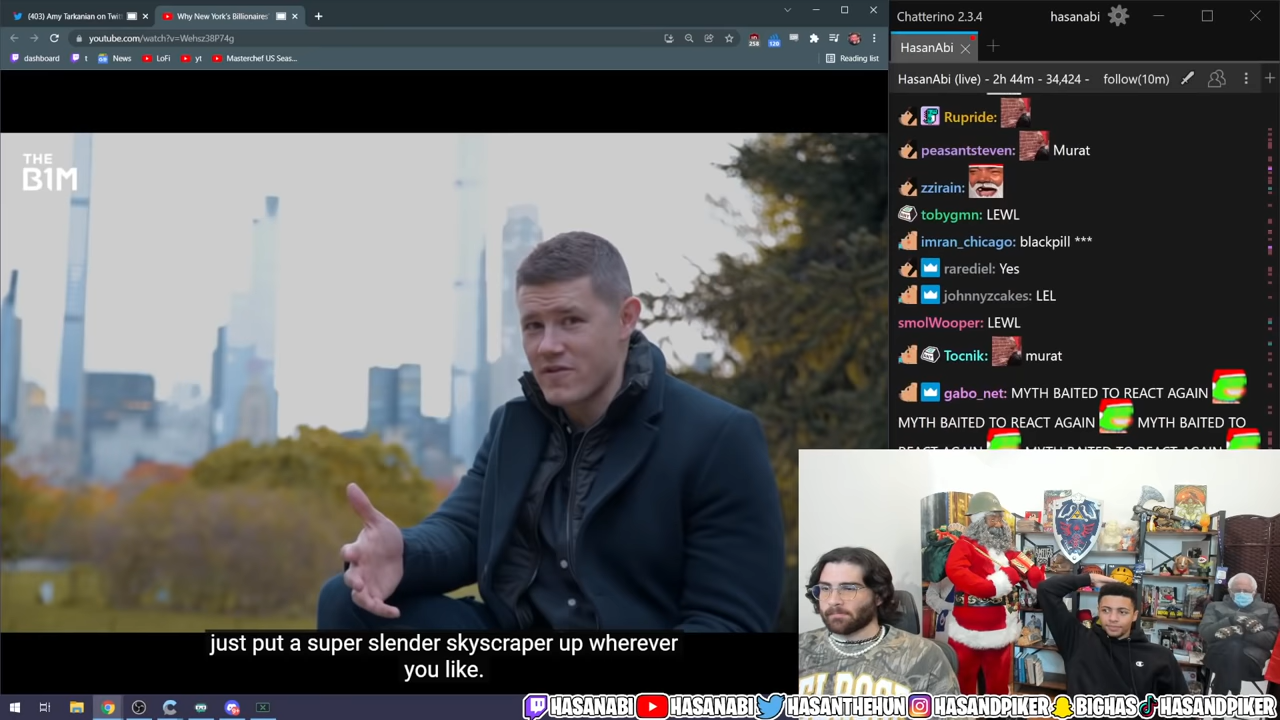 (403) Amy Tarkanian on Twit
Why New York's Billionaires'
youtube.com/watch?v=Wehsz38P74g
dashboard
t
News
LoFi
yt
Masterchef US Seas...
Reading list
THE
B1M
just put a super slender skyscraper up wherever
you like.
Chatterino 2.3.4
hasanabi
HasanAbi
HasanAbi (live) - 2h 44m - 34,424 -
follow(10m)
Rupride:
peasantsteven: Murat
zzirain:
tobygmn: LEWL
imran_chicago: blackpill ***
rarediel: Yes
johnnyzcakes: LEL
smolWooper: LEWL
Tocnik: murat
gabo_net: MYTH BAITED TO REACT AGAIN
MYTH BAITED TO REACT AGAIN MYTH BAITED TO
HASANABI HASANABI HASANTHEHUN HASANDPIKER BIGHAS HASANDPIKER